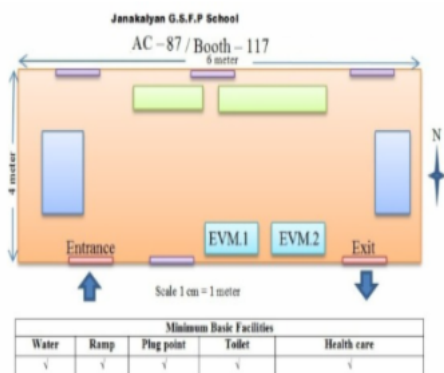 Janakalyan G.S.F.P School
AC – 87 / Booth – 117
6 meter
4 meter
N
EVM.1 EVM.2
Entrance Exit
Scale 1 cm = 1 meter
Minimum Basic Facilities
Water Ramp Plug point Toilet Health care
√ √ √ √ √